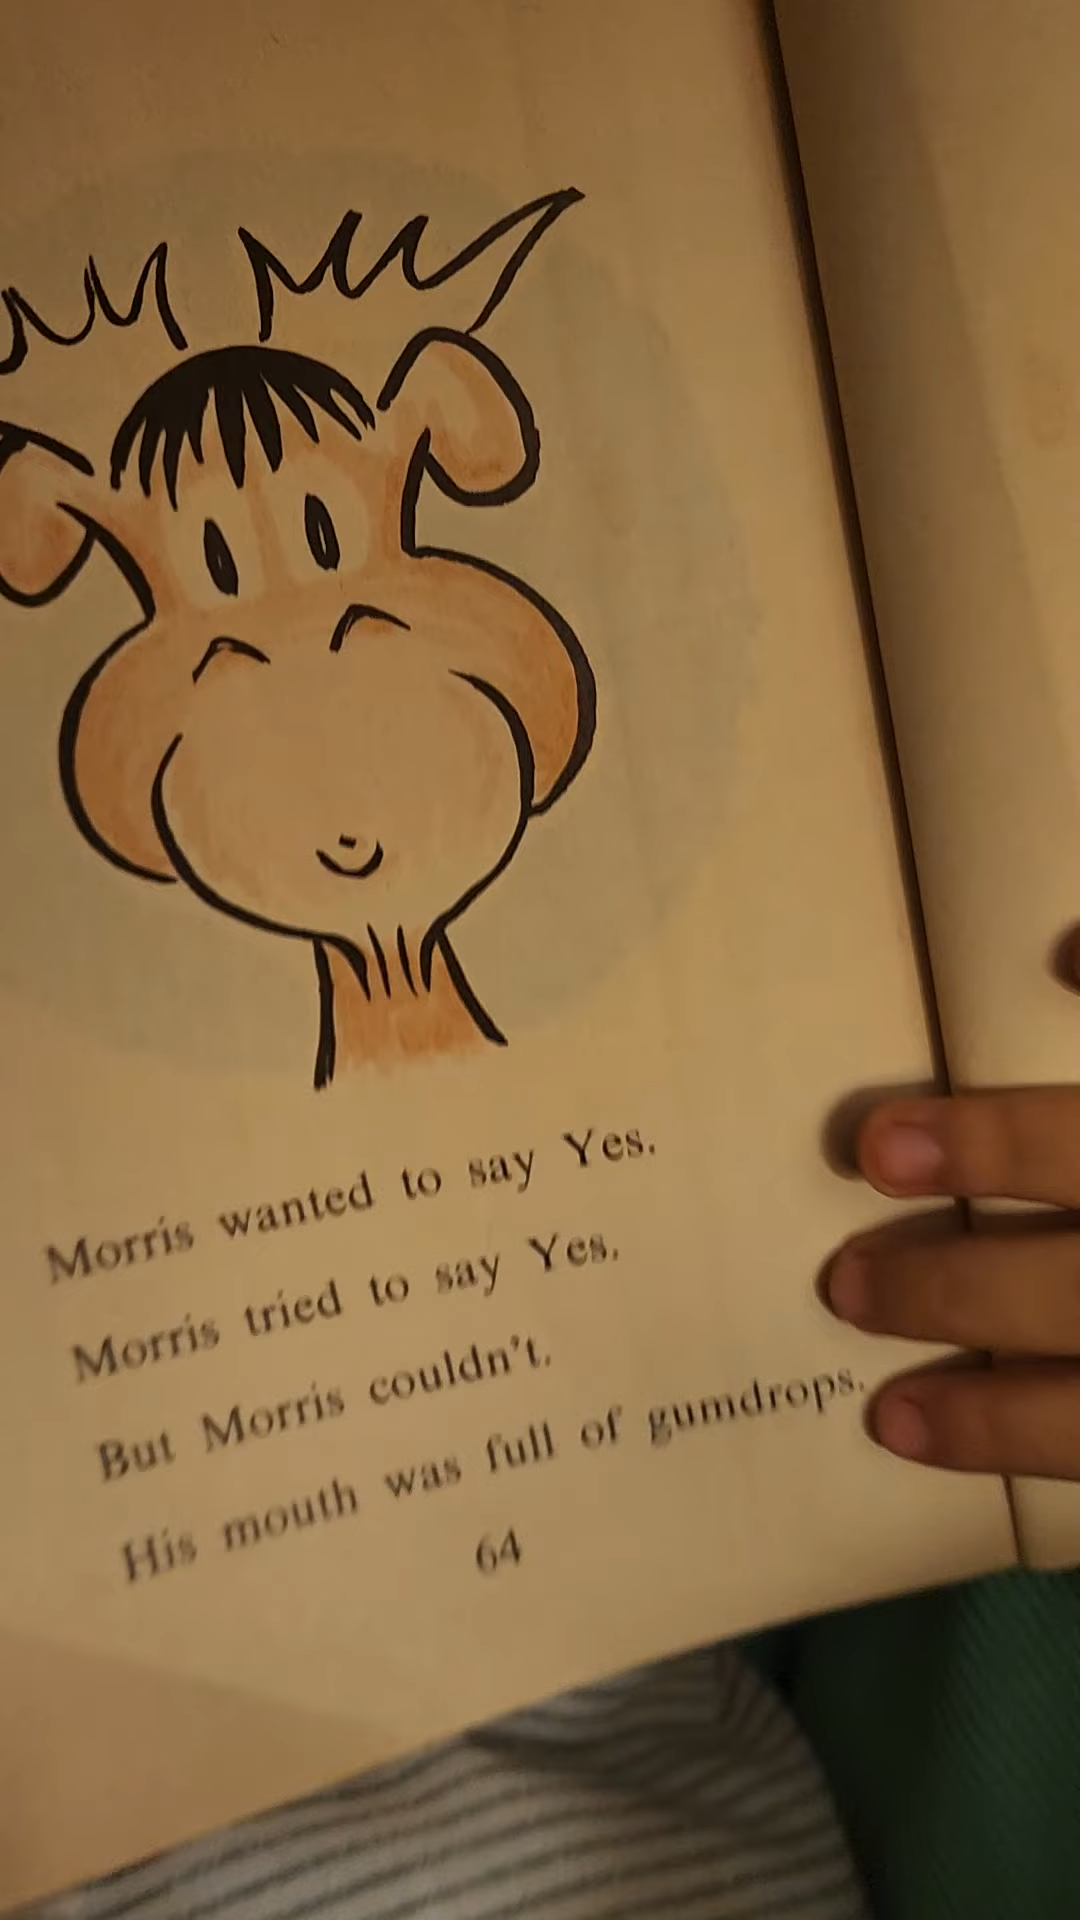 Morris wanted to say Yes.
Morris tried to say Yes.
But Morris couldn't.
His mouth was full of gumdrops.
64